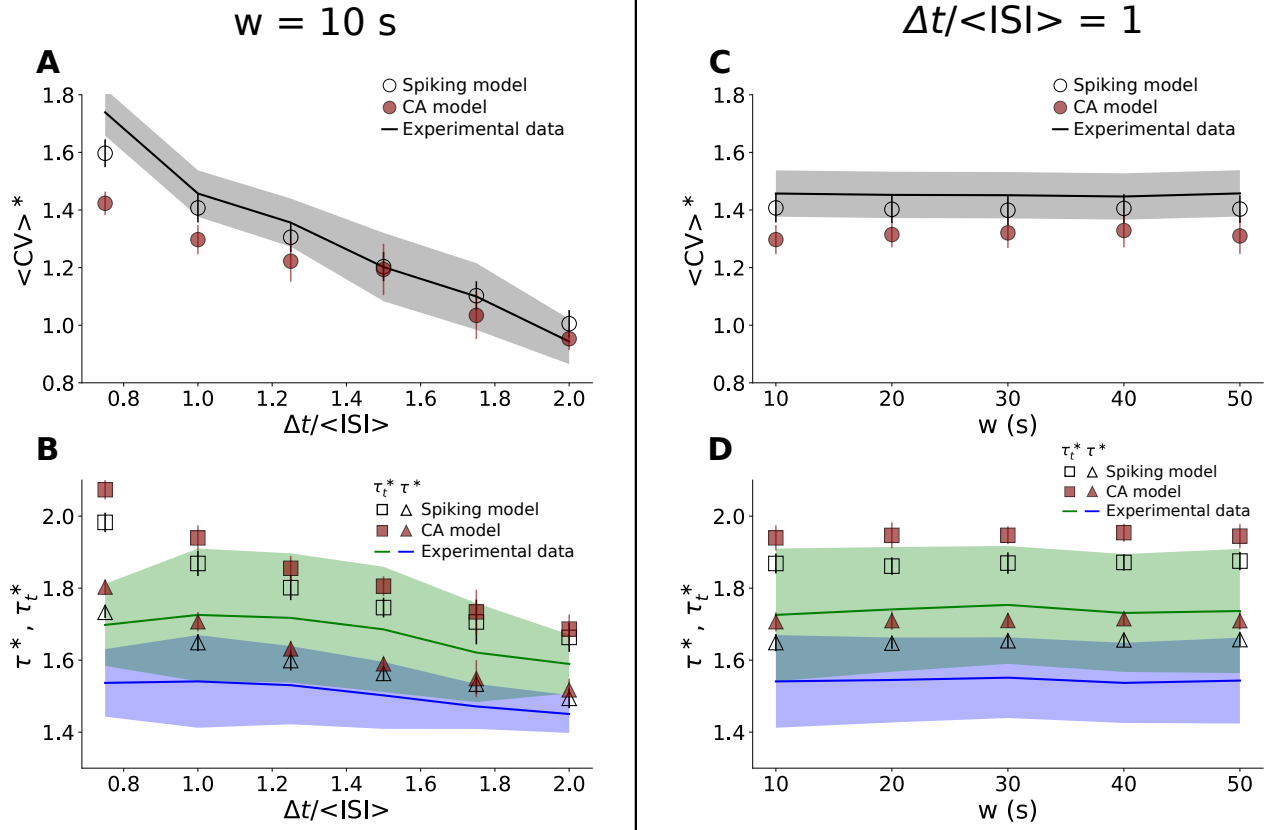 w = 10 s
Δt/<ISI> = 1
A
Spiking model
CA model
Experimental data
1.8
1.6
1.4
1.2
1.0
0.8
<CV>*
0.8 1.0 1.2 1.4 1.6 1.8 2.0
Δt/<ISI>
C
Spiking model
CA model
Experimental data
1.8
1.6
1.4
1.2
1.0
0.8
<CV>*
10 20 30 40 50
w (s)
B
τt* τ*
Spiking model
CA model
Experimental data
2.0
1.8
1.6
1.4
τ*, τt*
0.8 1.0 1.2 1.4 1.6 1.8 2.0
Δt/<ISI>
D
τt* τ*
Spiking model
CA model
Experimental data
2.0
1.8
1.6
1.4
τ*, τt*
10 20 30 40 50
w (s)